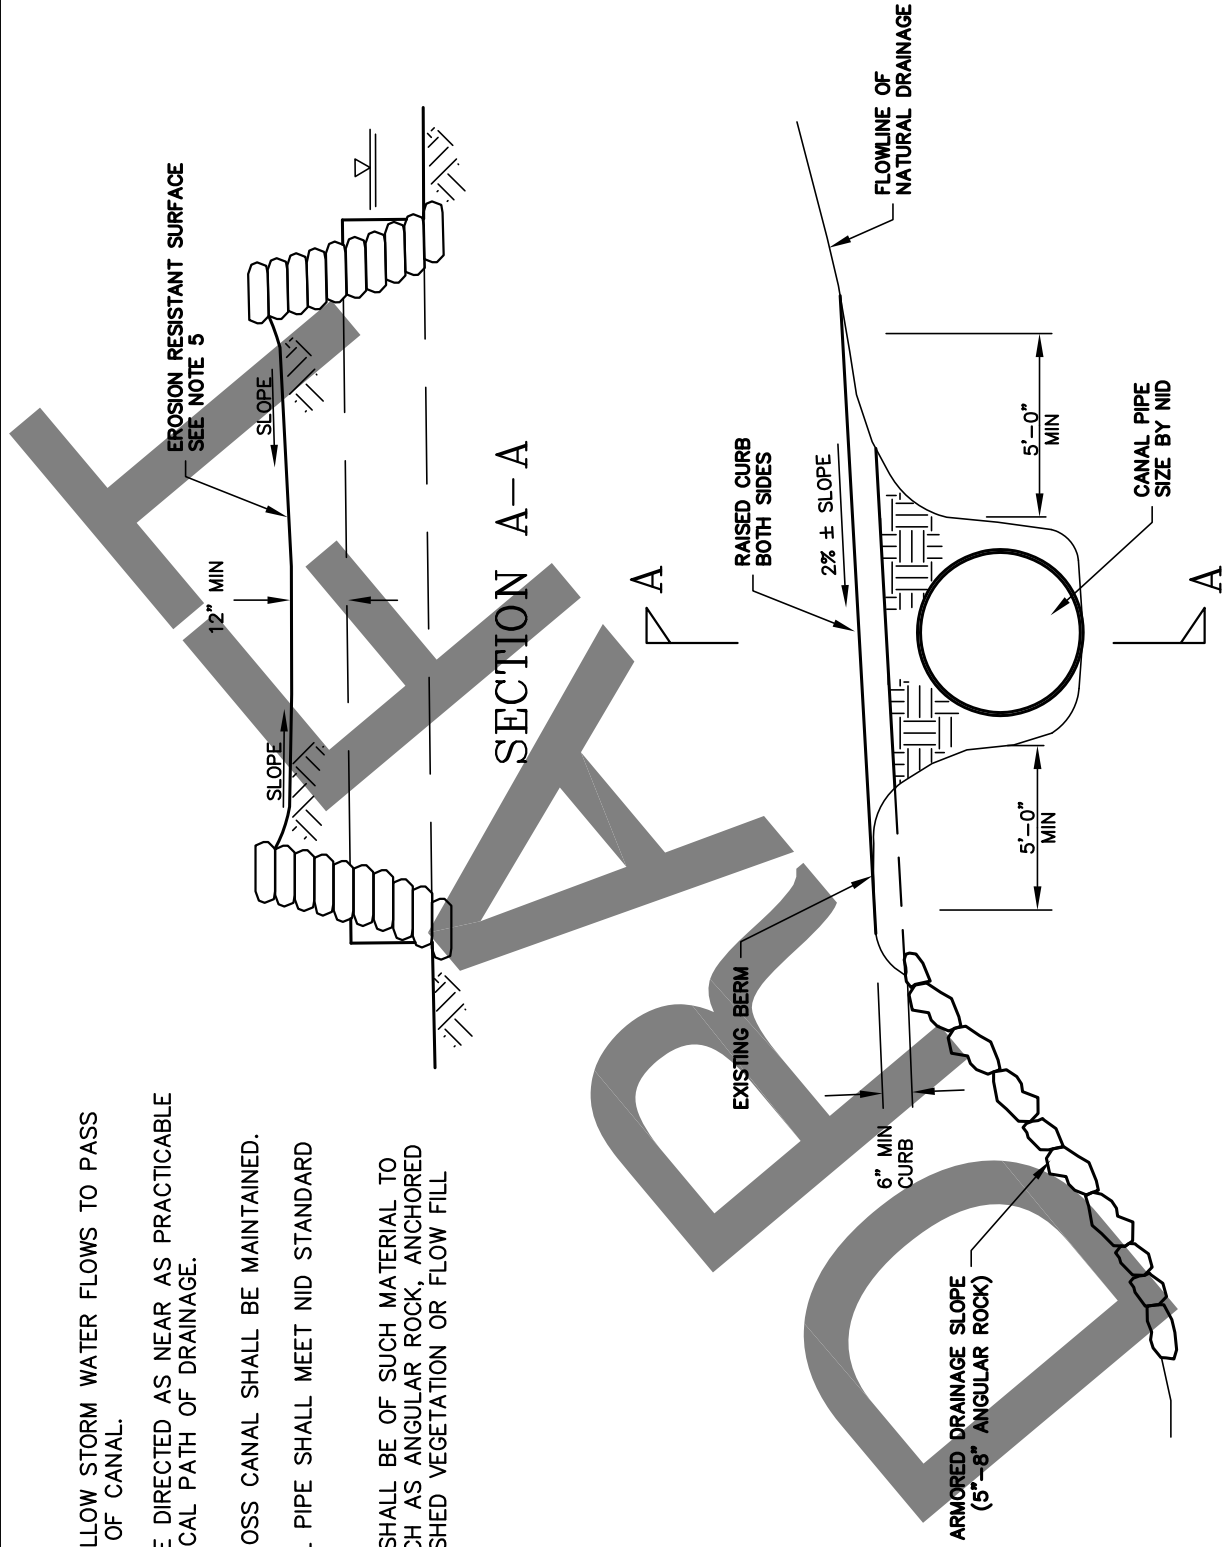 LLOW STORM WATER FLOWS TO PASS
OF CANAL.
E DIRECTED AS NEAR AS PRACTICABLE
CAL PATH OF DRAINAGE.
OSS CANAL SHALL BE MAINTAINED.
PIPE SHALL MEET NID STANDARD
SHALL BE OF SUCH MATERIAL TO
CH AS ANGULAR ROCK, ANCHORED
SHED VEGETATION OR FLOW FILL
EROSION RESISTANT SURFACE
SEE NOTE 5
12" MIN
SLOPE
SLOPE
SECTION A-A
DRAFT
A
RAISED CURB
BOTH SIDES
2% ± SLOPE
FLOWLINE OF
NATURAL DRAINAGE
EXISTING BERM
6" MIN
CURB
5'-0"
MIN
5'-0"
MIN
CANAL PIPE
SIZE BY NID
A
ARMORED DRAINAGE SLOPE
(5"-8" ANGULAR ROCK)